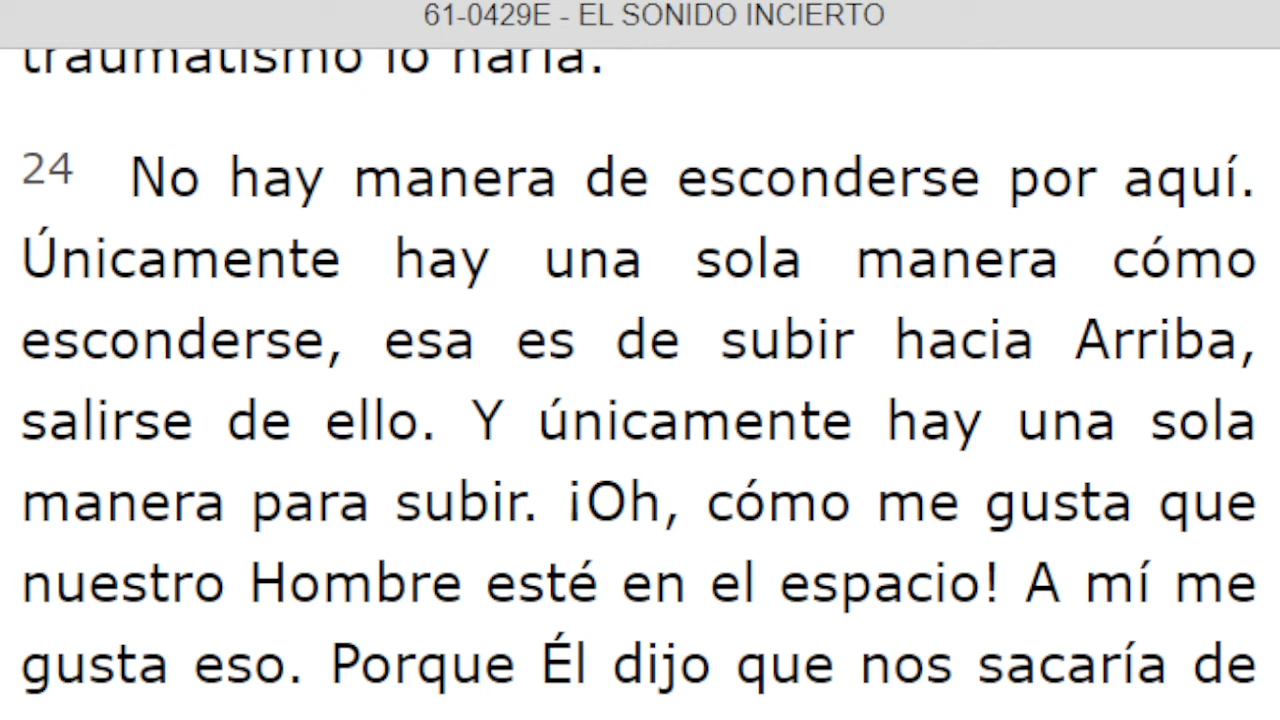 61-0429E - EL SONIDO INCIERTO
traumatismo lo haría.
24 No hay manera de esconderse por aquí.
Únicamente hay una sola manera cómo
esconderse, esa es de subir hacia Arriba,
salirse de ello. Y únicamente hay una sola
manera para subir. ¡Oh, cómo me gusta que
nuestro Hombre esté en el espacio! A mí me
gusta eso. Porque Él dijo que nos sacaría de